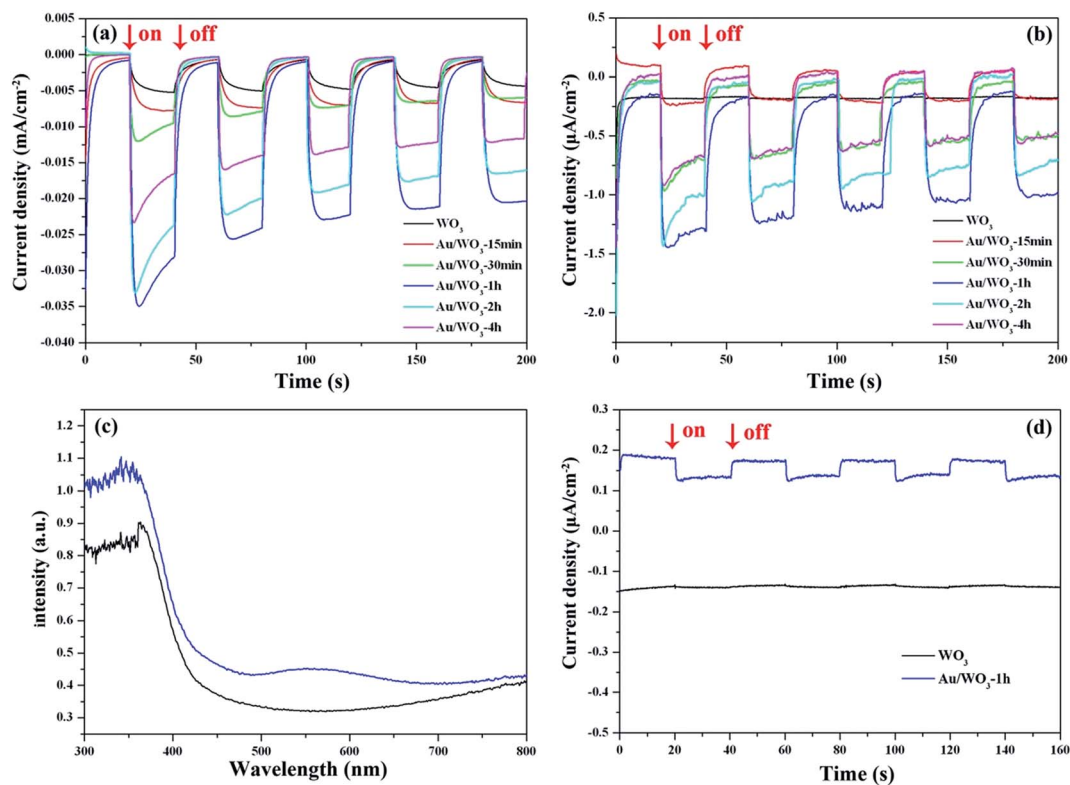 (a)
on
off
0.005
0.000
-0.005
-0.010
-0.015
-0.020
-0.025
-0.030
-0.035
-0.040
Current density (mA/cm⁻²)
0
50
100
150
200
Time (s)
WO₃
Au/WO₃-15min
Au/WO₃-30min
Au/WO₃-1h
Au/WO₃-2h
Au/WO₃-4h
(b)
on
off
0.5
0.0
-0.5
-1.0
-1.5
-2.0
Current density (μA/cm⁻²)
0
50
100
150
200
Time (s)
WO₃
Au/WO₃-15min
Au/WO₃-30min
Au/WO₃-1h
Au/WO₃-2h
Au/WO₃-4h
(c)
1.2
1.1
1.0
0.9
0.8
0.7
0.6
0.5
0.4
0.3
intensity (a.u.)
300
400
500
600
700
800
Wavelength (nm)
(d)
on
off
0.3
0.2
0.1
0.0
-0.1
-0.2
-0.3
-0.4
-0.5
Current density (μA/cm⁻²)
0
20
40
60
80
100
120
140
160
Time (s)
WO₃
Au/WO₃-1h